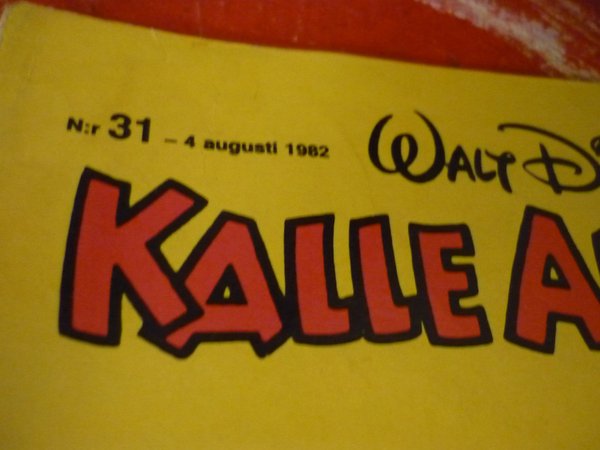 N:r 31 – 4 augusti 1982
WALT D
KALLE A